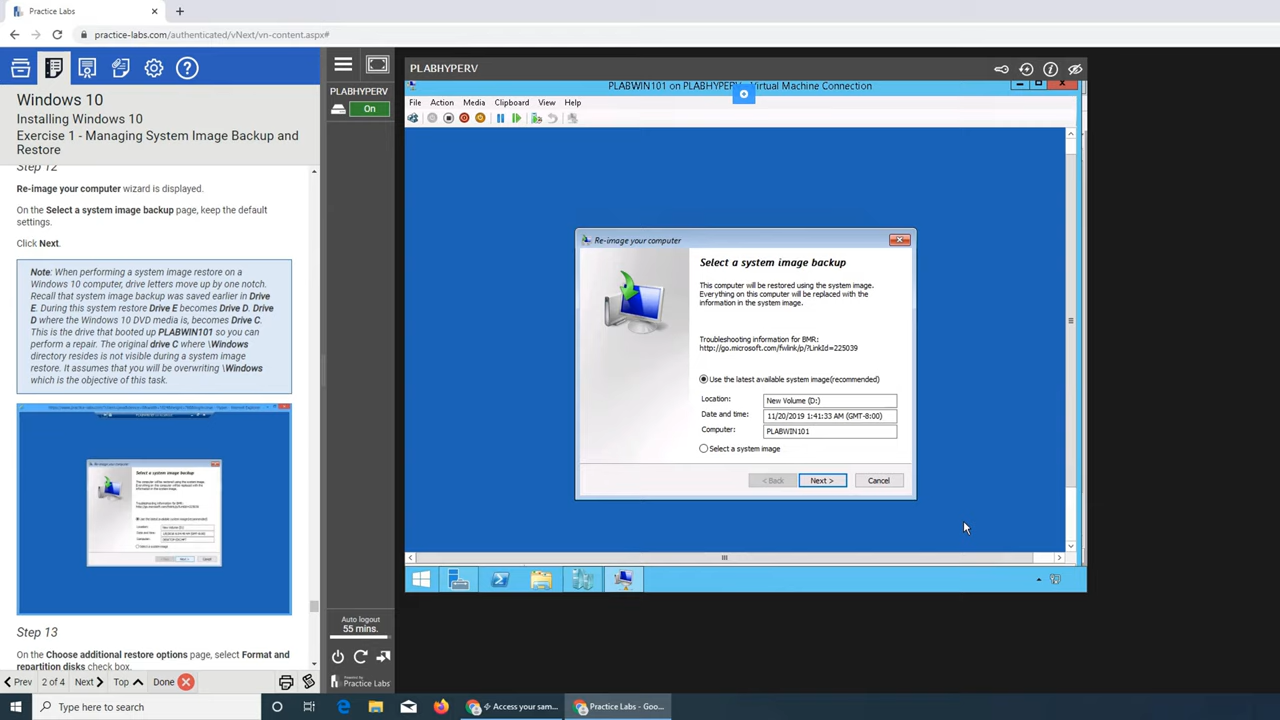 Practice Labs
practice-labs.com/authenticated/vNext/vn-content.aspx#
Windows 10
Installing Windows 10
Exercise 1 - Managing System Image Backup and
Restore
Step 12
Re-image your computer wizard is displayed.
On the Select a system image backup page, keep the default
settings.
Click Next.
Note: When performing a system image restore on a
Windows 10 computer, drive letters move up by one notch.
Recall that system image backup was saved earlier in Drive
E. During this system restore Drive E becomes Drive D. Drive
D where the Windows 10 DVD media is, becomes Drive C.
This is the drive that booted up PLABWIN101 so you can
perform a repair. The original drive C where \Windows
directory resides is not visible during a system image
restore. It assumes that you will be overwriting \Windows
which is the objective of this task.
Re-image your computer
Select a system image backup
Step 13
On the Choose additional restore options page, select Format and
repartition disks check box.
Prev 2 of 4 Next Top Done
PLABHYPERV
On
Auto logout
55 mins.
Powered by
Practice Labs
PLABHYPERV
PLABWIN101 on PLABHYPERV - Virtual Machine Connection
File Action Media Clipboard View Help
Re-image your computer
Select a system image backup
This computer will be restored using the system image.
Everything on this computer will be replaced with the
information in the system image.
Troubleshooting information for BMR:
http://go.microsoft.com/fwlink/p/?LinkId=225039
Use the latest available system image(recommended)
Location: New Volume (D:)
Date and time: 11/20/2019 1:41:33 AM (GMT-8:00)
Computer: PLABWIN101
Select a system image
< Back Next > Cancel
Type here to search
Access your sam...
Practice Labs - Goo...